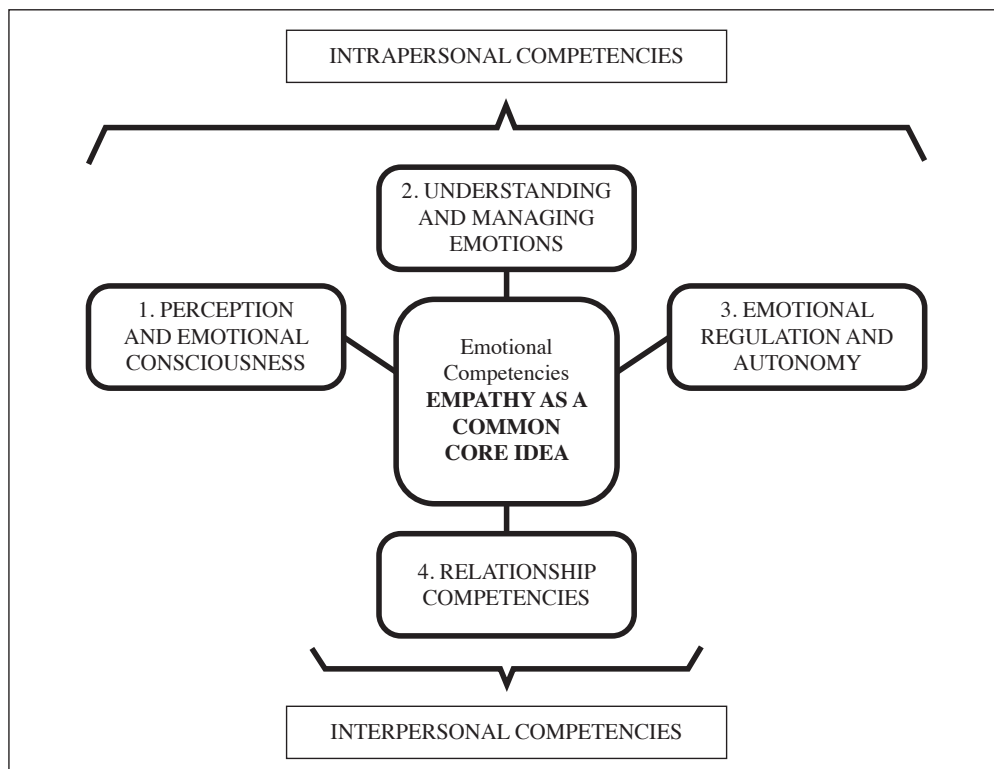 INTRAPERSONAL COMPETENCIES
2. UNDERSTANDING
AND MANAGING
EMOTIONS
1. PERCEPTION
AND EMOTIONAL
CONSCIOUSNESS
Emotional
Competencies
EMPATHY AS A
COMMON
CORE IDEA
3. EMOTIONAL
REGULATION AND
AUTONOMY
4. RELATIONSHIP
COMPETENCIES
INTERPERSONAL COMPETENCIES